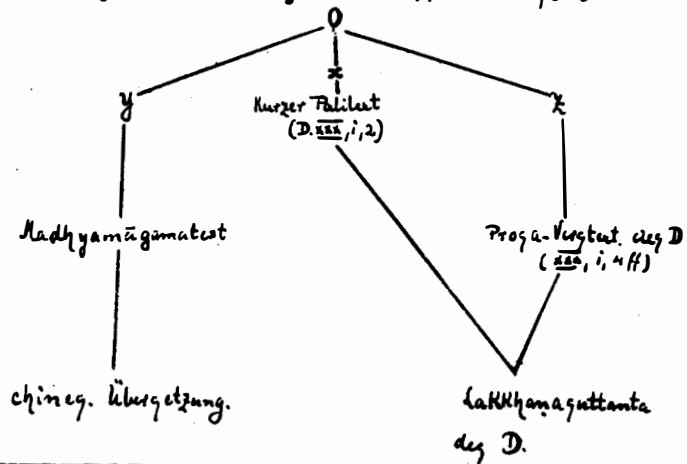 O
y
x
z
Kurzer Palitext
(D. xxx, i, 2)
Madhyamāgamatext
Prosa-Verstext des D
(xxx, i, 4 ff)
chines. Übersetzung.
Lakkhaṇasuttanta
des D.